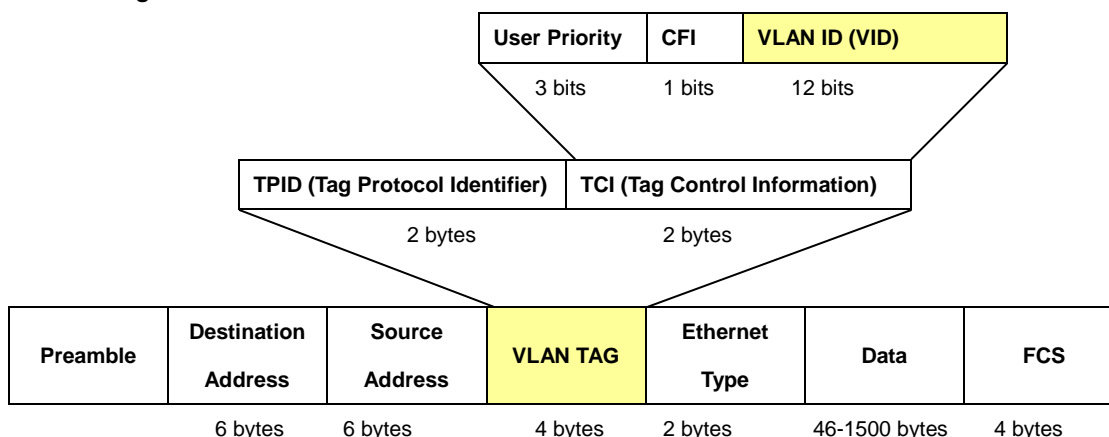 User Priority CFI VLAN ID (VID)
3 bits 1 bits 12 bits
TPID (Tag Protocol Identifier) TCI (Tag Control Information)
2 bytes 2 bytes
Preamble Destination Address Source Address VLAN TAG Ethernet Type Data FCS
6 bytes 6 bytes 4 bytes 2 bytes 46-1500 bytes 4 bytes